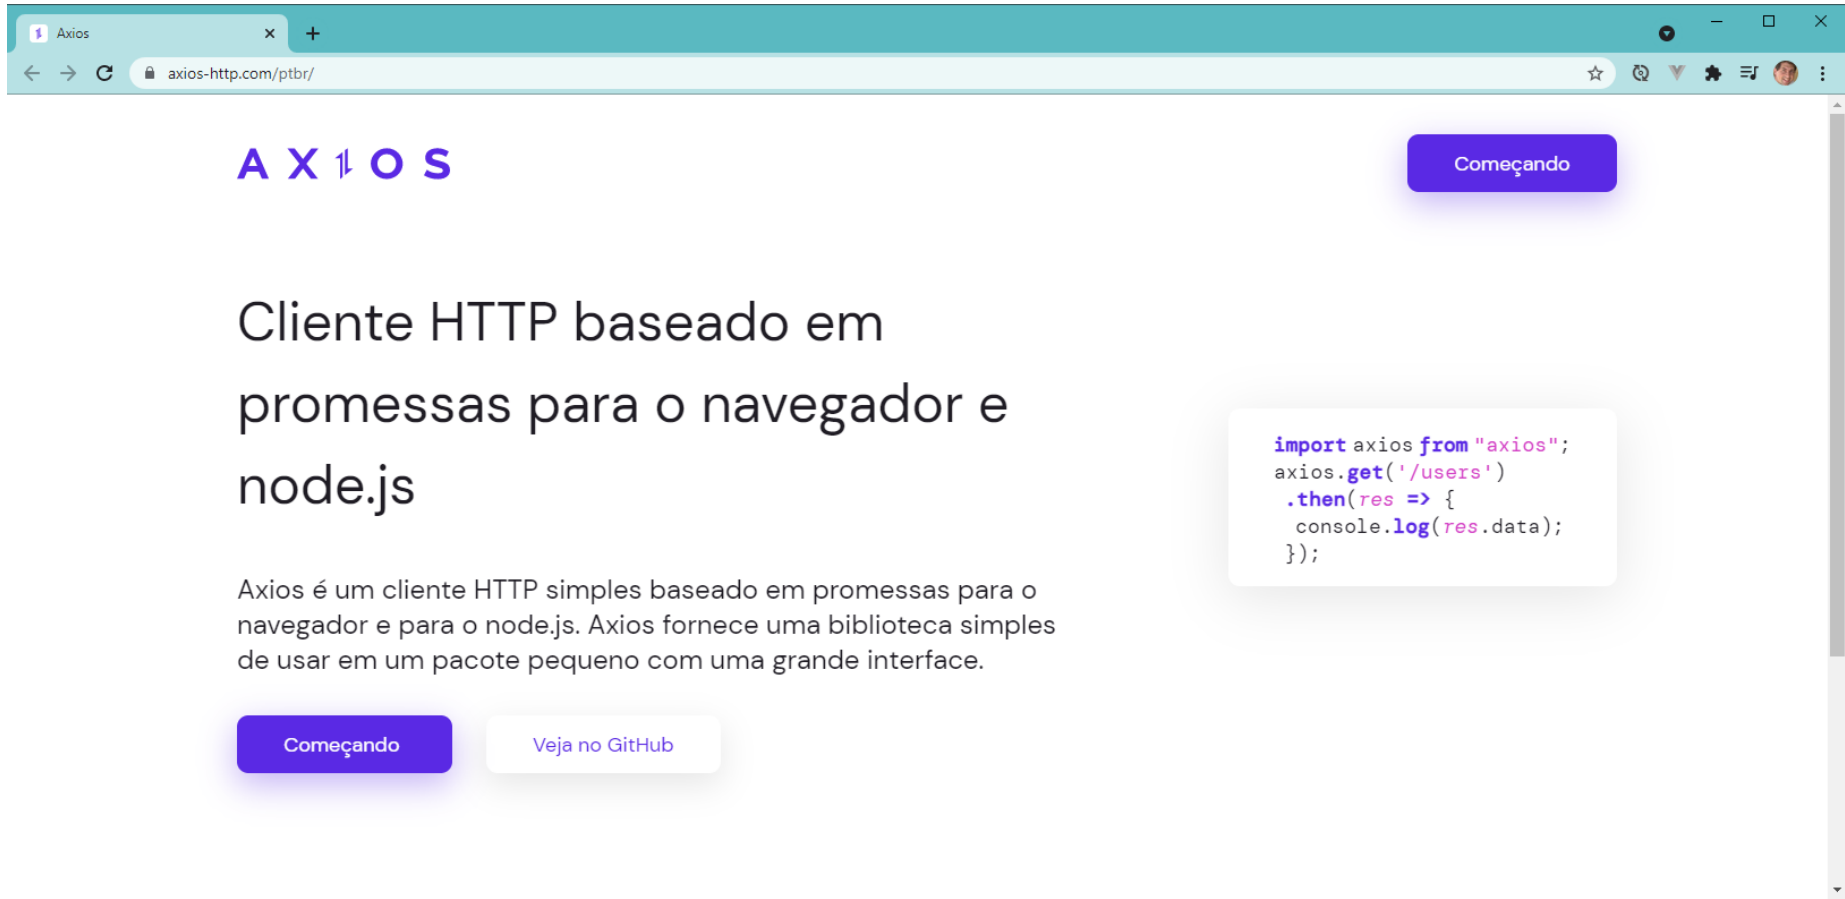 Axios
axios-http.com/ptbr/
AXIOS
Começando
Cliente HTTP baseado em
promessas para o navegador e
node.js
Axios é um cliente HTTP simples baseado em promessas para o
navegador e para o node.js. Axios fornece uma biblioteca simples
de usar em um pacote pequeno com uma grande interface.
Começando
Veja no GitHub
import axios from "axios";
axios.get('/users')
.then(res => {
console.log(res.data);
});